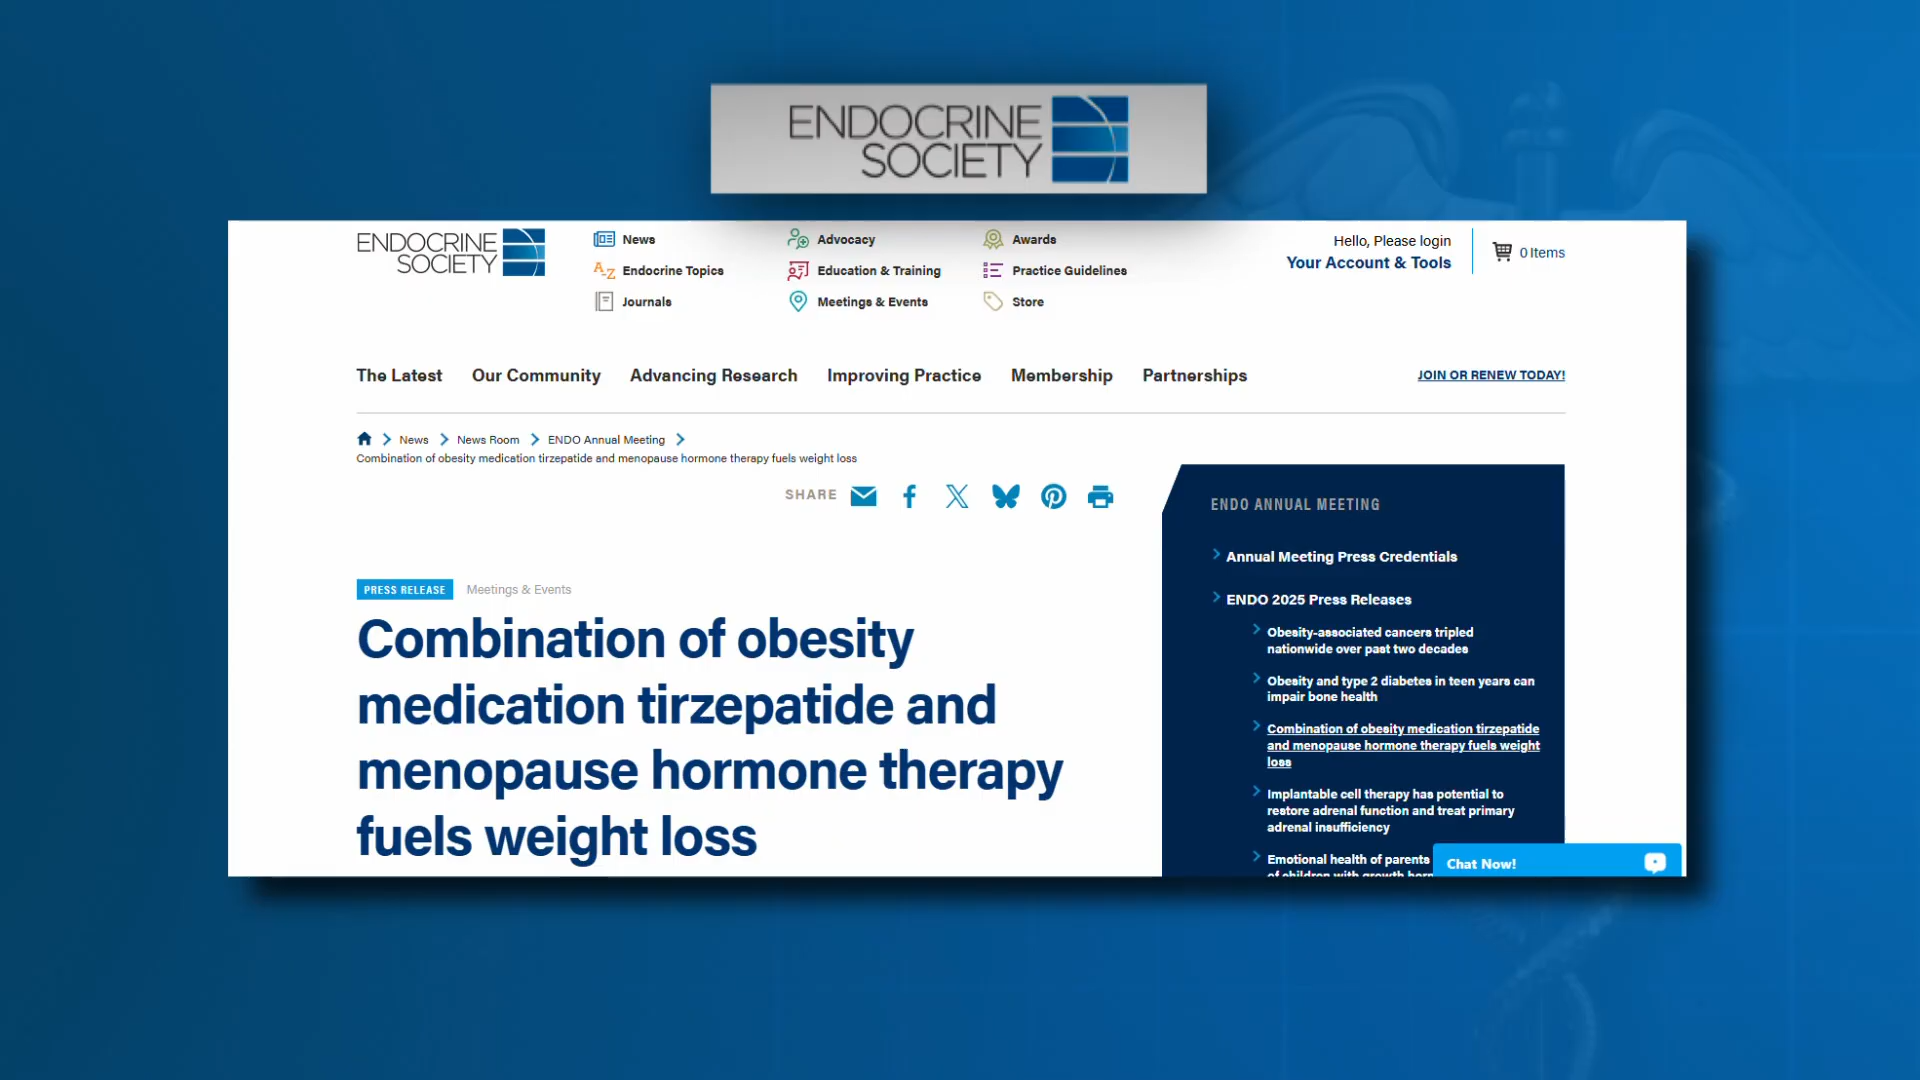 ENDOCRINE
SOCIETY
ENDOCRINE
SOCIETY
News
Endocrine Topics
Journals
Advocacy
Education & Training
Meetings & Events
Awards
Practice Guidelines
Store
Hello, Please login
Your Account & Tools
0 Items
The Latest
Our Community
Advancing Research
Improving Practice
Membership
Partnerships
JOIN OR RENEW TODAY!
News
News Room
ENDO Annual Meeting
Combination of obesity medication tirzepatide and menopause hormone therapy fuels weight loss
SHARE
PRESS RELEASE
Meetings & Events
Combination of obesity
medication tirzepatide and
menopause hormone therapy
fuels weight loss
ENDO ANNUAL MEETING
Annual Meeting Press Credentials
ENDO 2025 Press Releases
Obesity-associated cancers tripled
nationwide over past two decades
Obesity and type 2 diabetes in teen years can
impair bone health
Combination of obesity medication tirzepatide
and menopause hormone therapy fuels weight
loss
Implantable cell therapy has potential to
restore adrenal function and treat primary
adrenal insufficiency
Emotional health of parents
of children with growth
Chat Now!